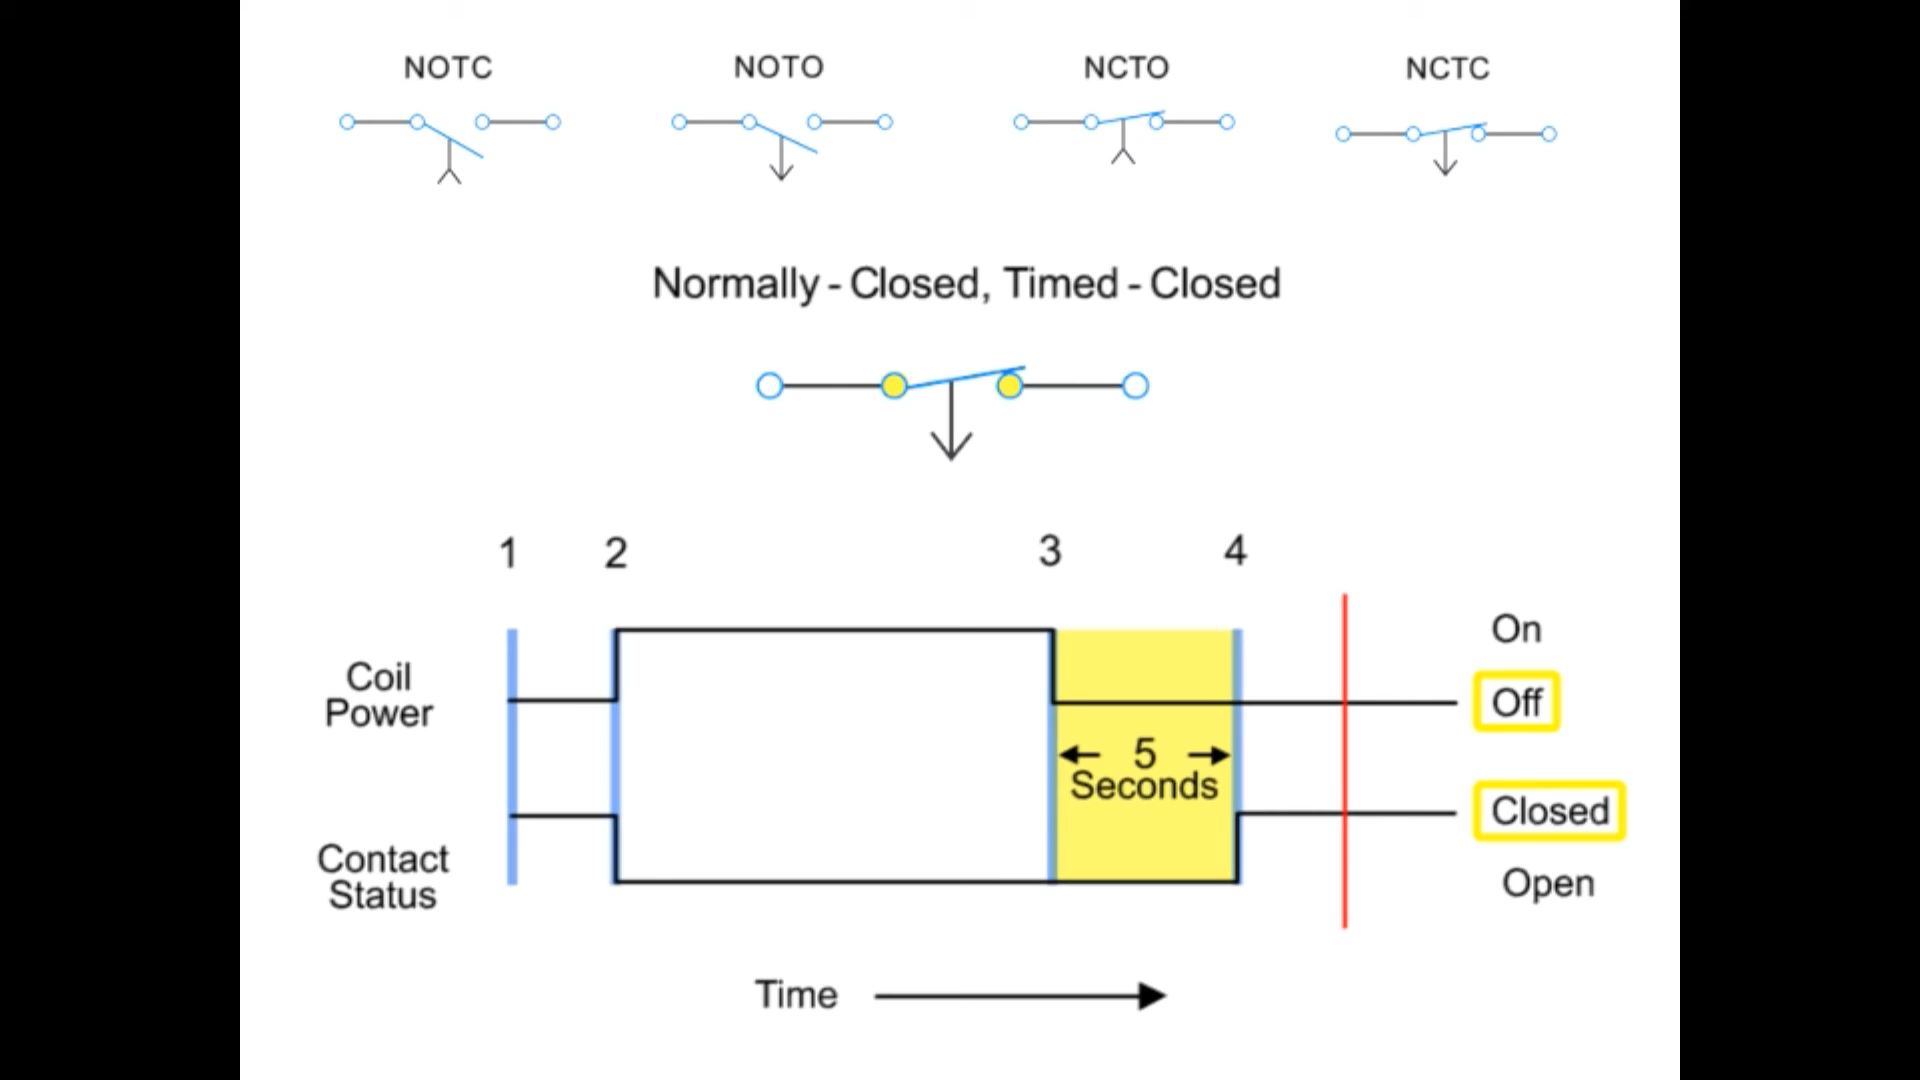 NOTC NOTO NCTO NCTC
Normally - Closed, Timed - Closed
1 2 3 4
On
Coil
Power
Off
5
Seconds
Closed
Contact
Status
Open
Time